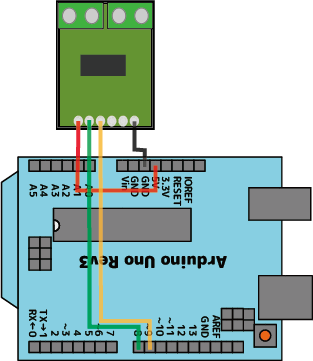 A5
A4
A3
A2
A1
A0
Vin
GND
GND
5V
3.3V
RESET
IOREF
Arduino Uno Rev3
RX←0
TX→1
2
~3
4
5
~6
7
8
~9
~10
~11
12
13
GND
AREF